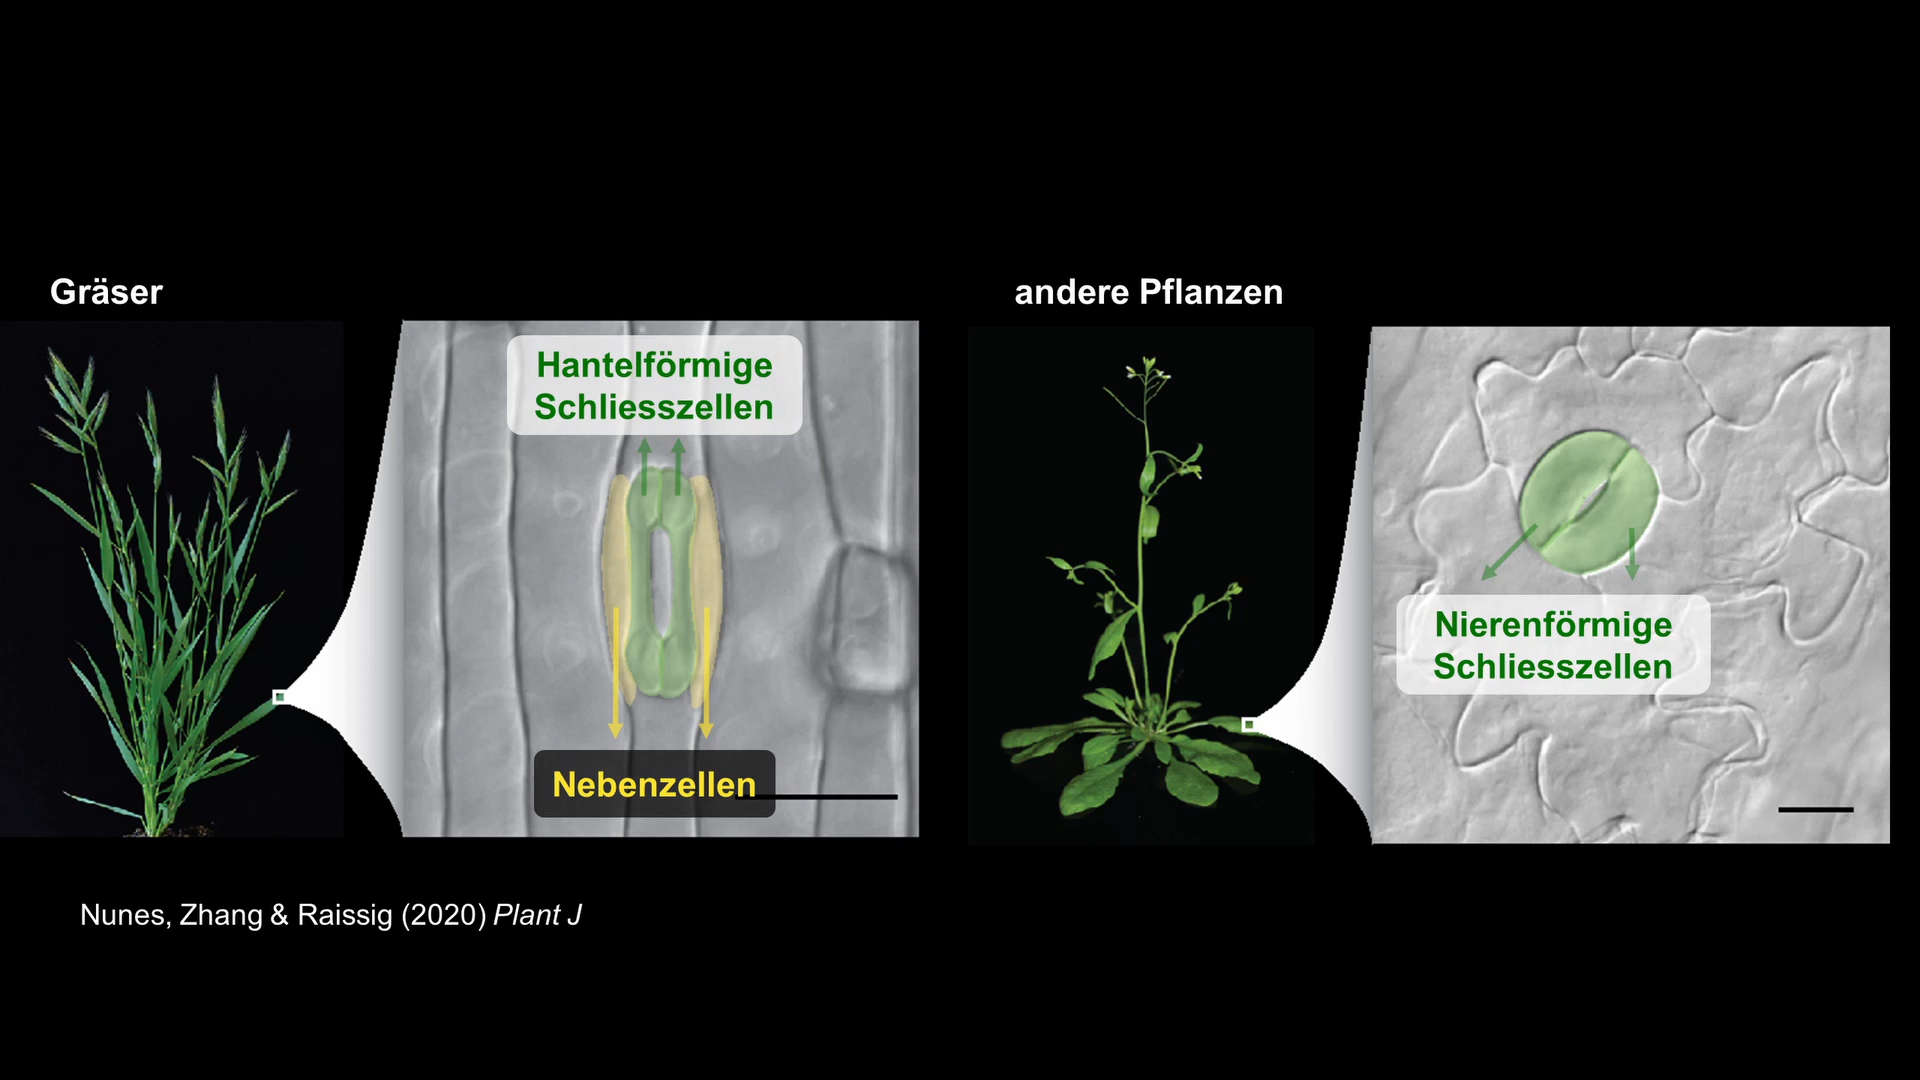 Gräser
Hantelförmige
Schliesszellen
Nebenzellen
andere Pflanzen
Nierenförmige
Schliesszellen
Nunes, Zhang & Raissig (2020) Plant J